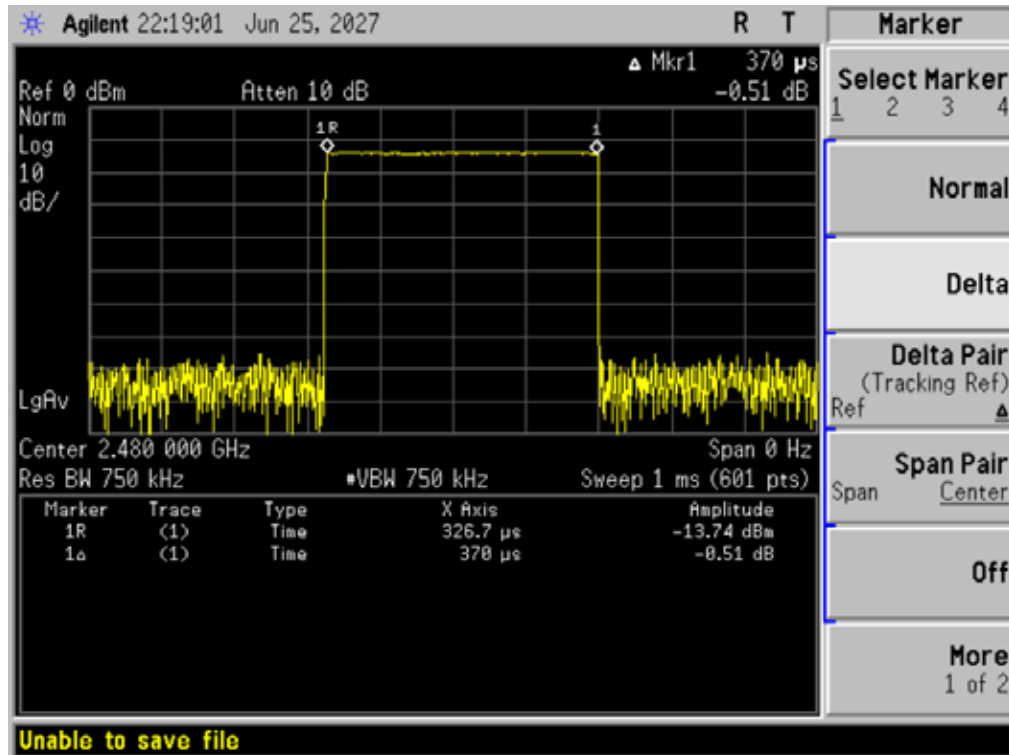 Agilent 22:19:01 Jun 25, 2027 R T
Δ Mkr1 370 µs
Ref 0 dBm Atten 10 dB -0.51 dB
Norm
Log
10
dB/
1R
1
LgAv
Center 2.480 000 GHz Span 0 Hz
Res BW 750 kHz #VBW 750 kHz Sweep 1 ms (601 pts)
Marker Trace Type X Axis Amplitude
1R (1) Time 326.7 µs -13.74 dBm
1Δ (1) Time 370 µs -0.51 dB
Unable to save file
Marker
Select Marker
1 2 3 4
Normal
Delta
Delta Pair
(Tracking Ref)
Ref Δ
Span Pair
Span Center
Off
More
1 of 2